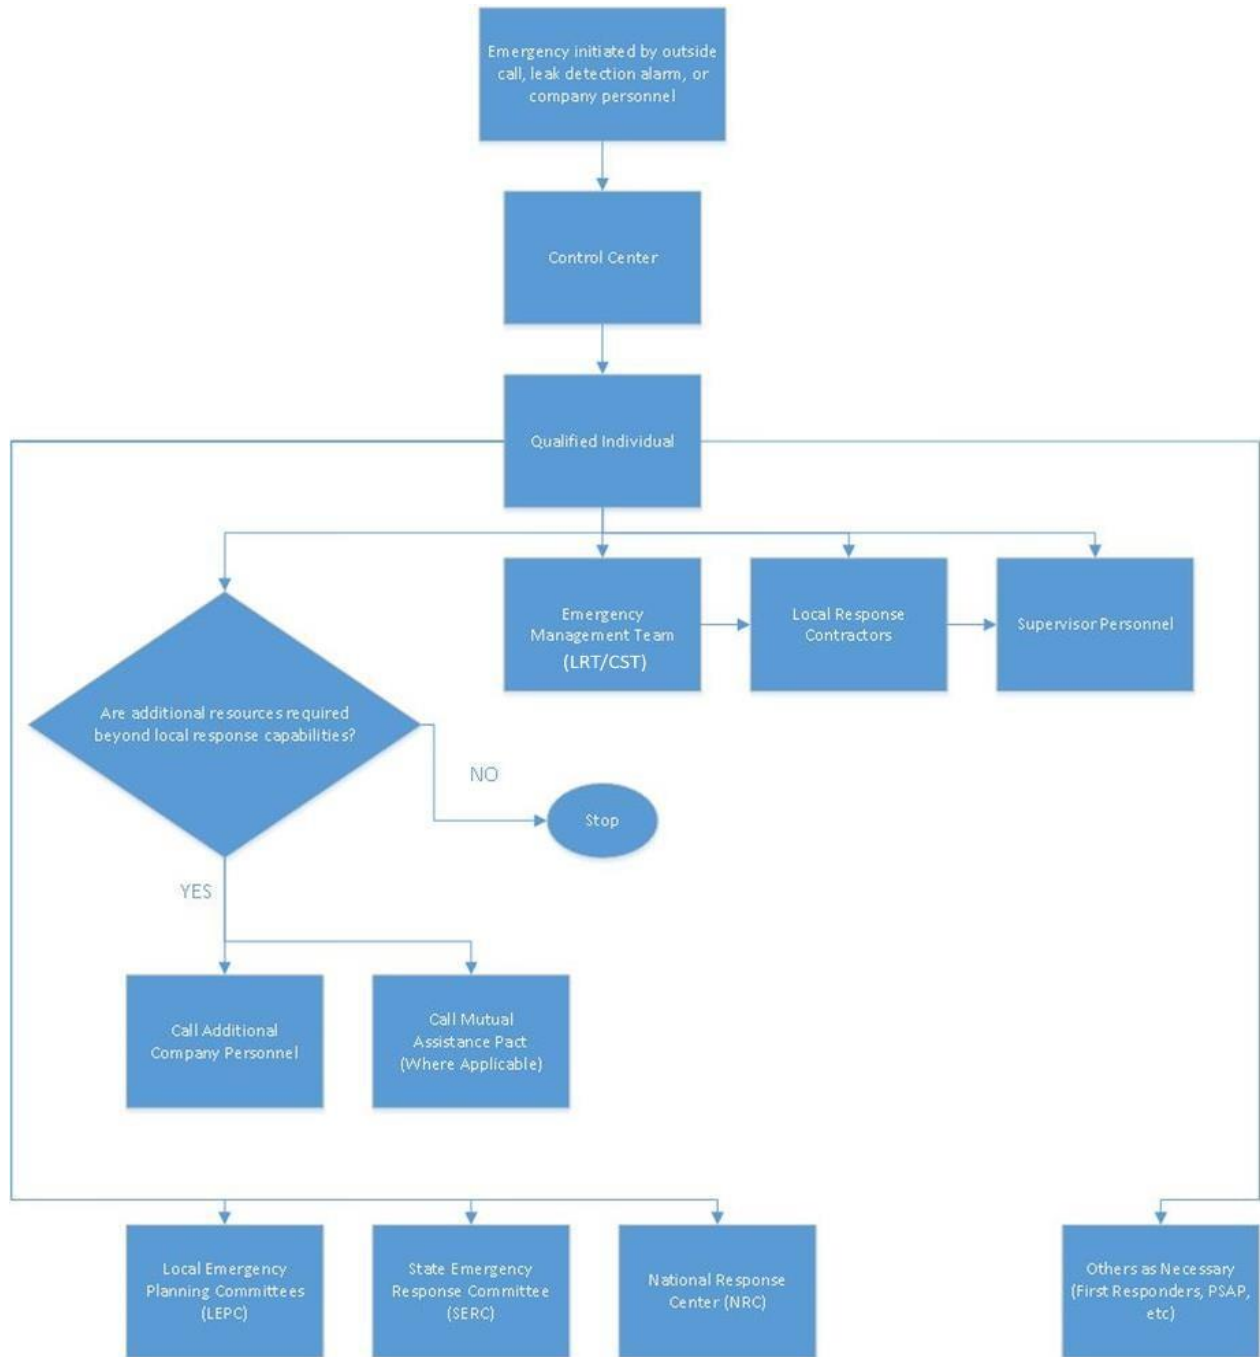 Emergency initiated by outside
call, leak detection alarm, or
company personnel
Control Center
Qualified Individual
Emergency
Management Team
(LRT/CST)
Local Response
Contractors
Supervisor Personnel
Are additional resources required
beyond local response capabilities?
NO
Stop
YES
Call Additional
Company Personnel
Call Mutual
Assistance Pact
(Where Applicable)
Local Emergency
Planning Committees
(LEPC)
State Emergency
Response Committee
(SERC)
National Response
Center (NRC)
Others as Necessary
(First Responders, PSAP,
etc)